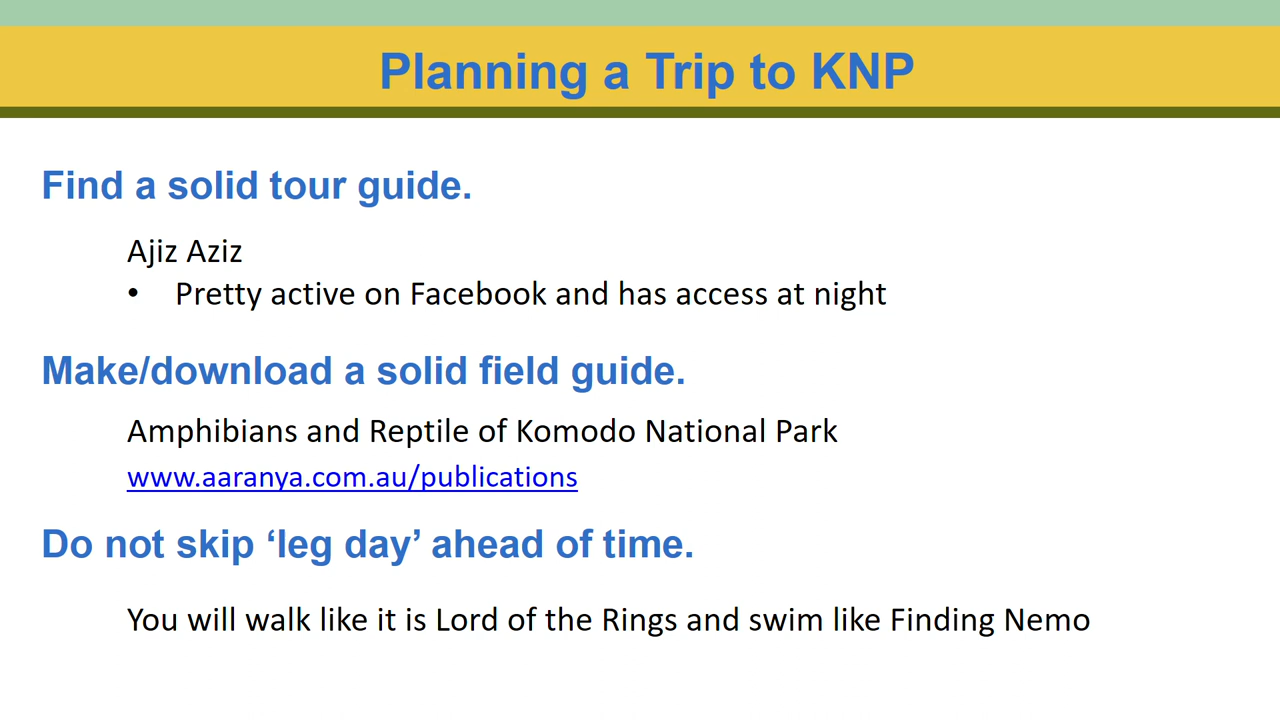 Planning a Trip to KNP
Find a solid tour guide.
Ajiz Aziz
• Pretty active on Facebook and has access at night
Make/download a solid field guide.
Amphibians and Reptile of Komodo National Park
www.aaranya.com.au/publications
Do not skip ‘leg day’ ahead of time.
You will walk like it is Lord of the Rings and swim like Finding Nemo